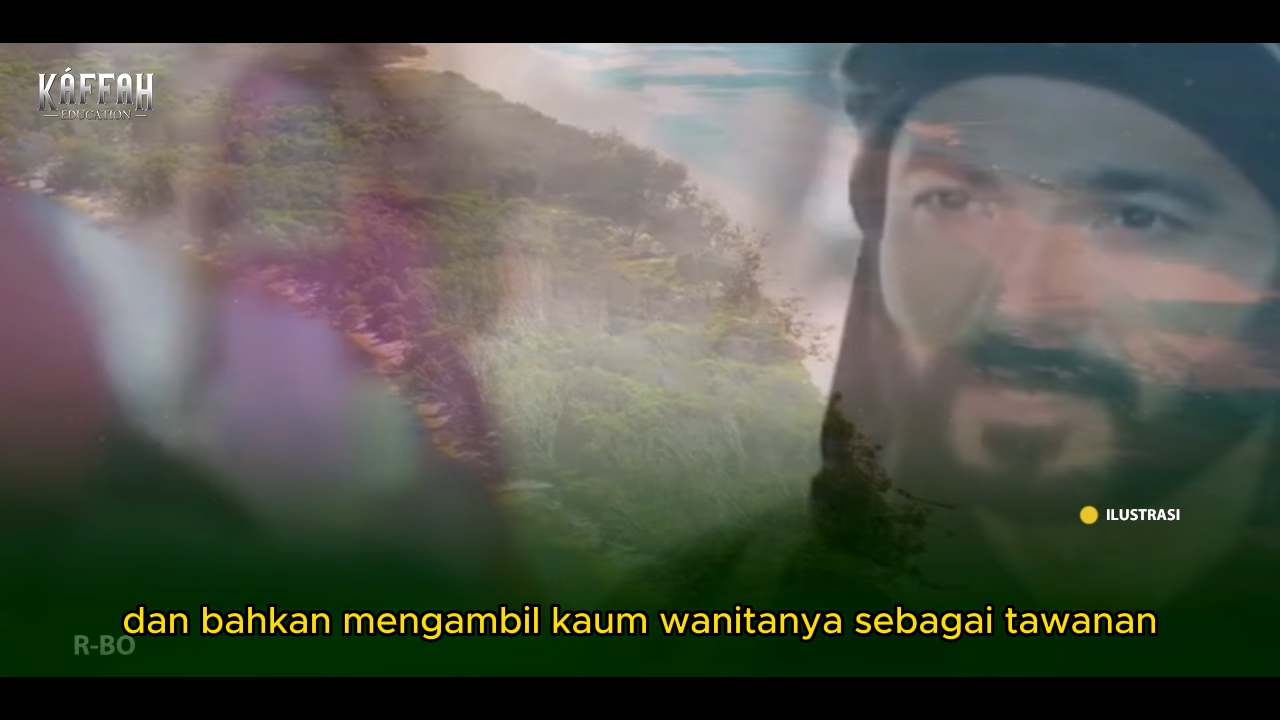 KÁFFAH
EDUCATION
ILUSTRASI
dan bahkan mengambil kaum wanitanya sebagai tawanan
R-BO